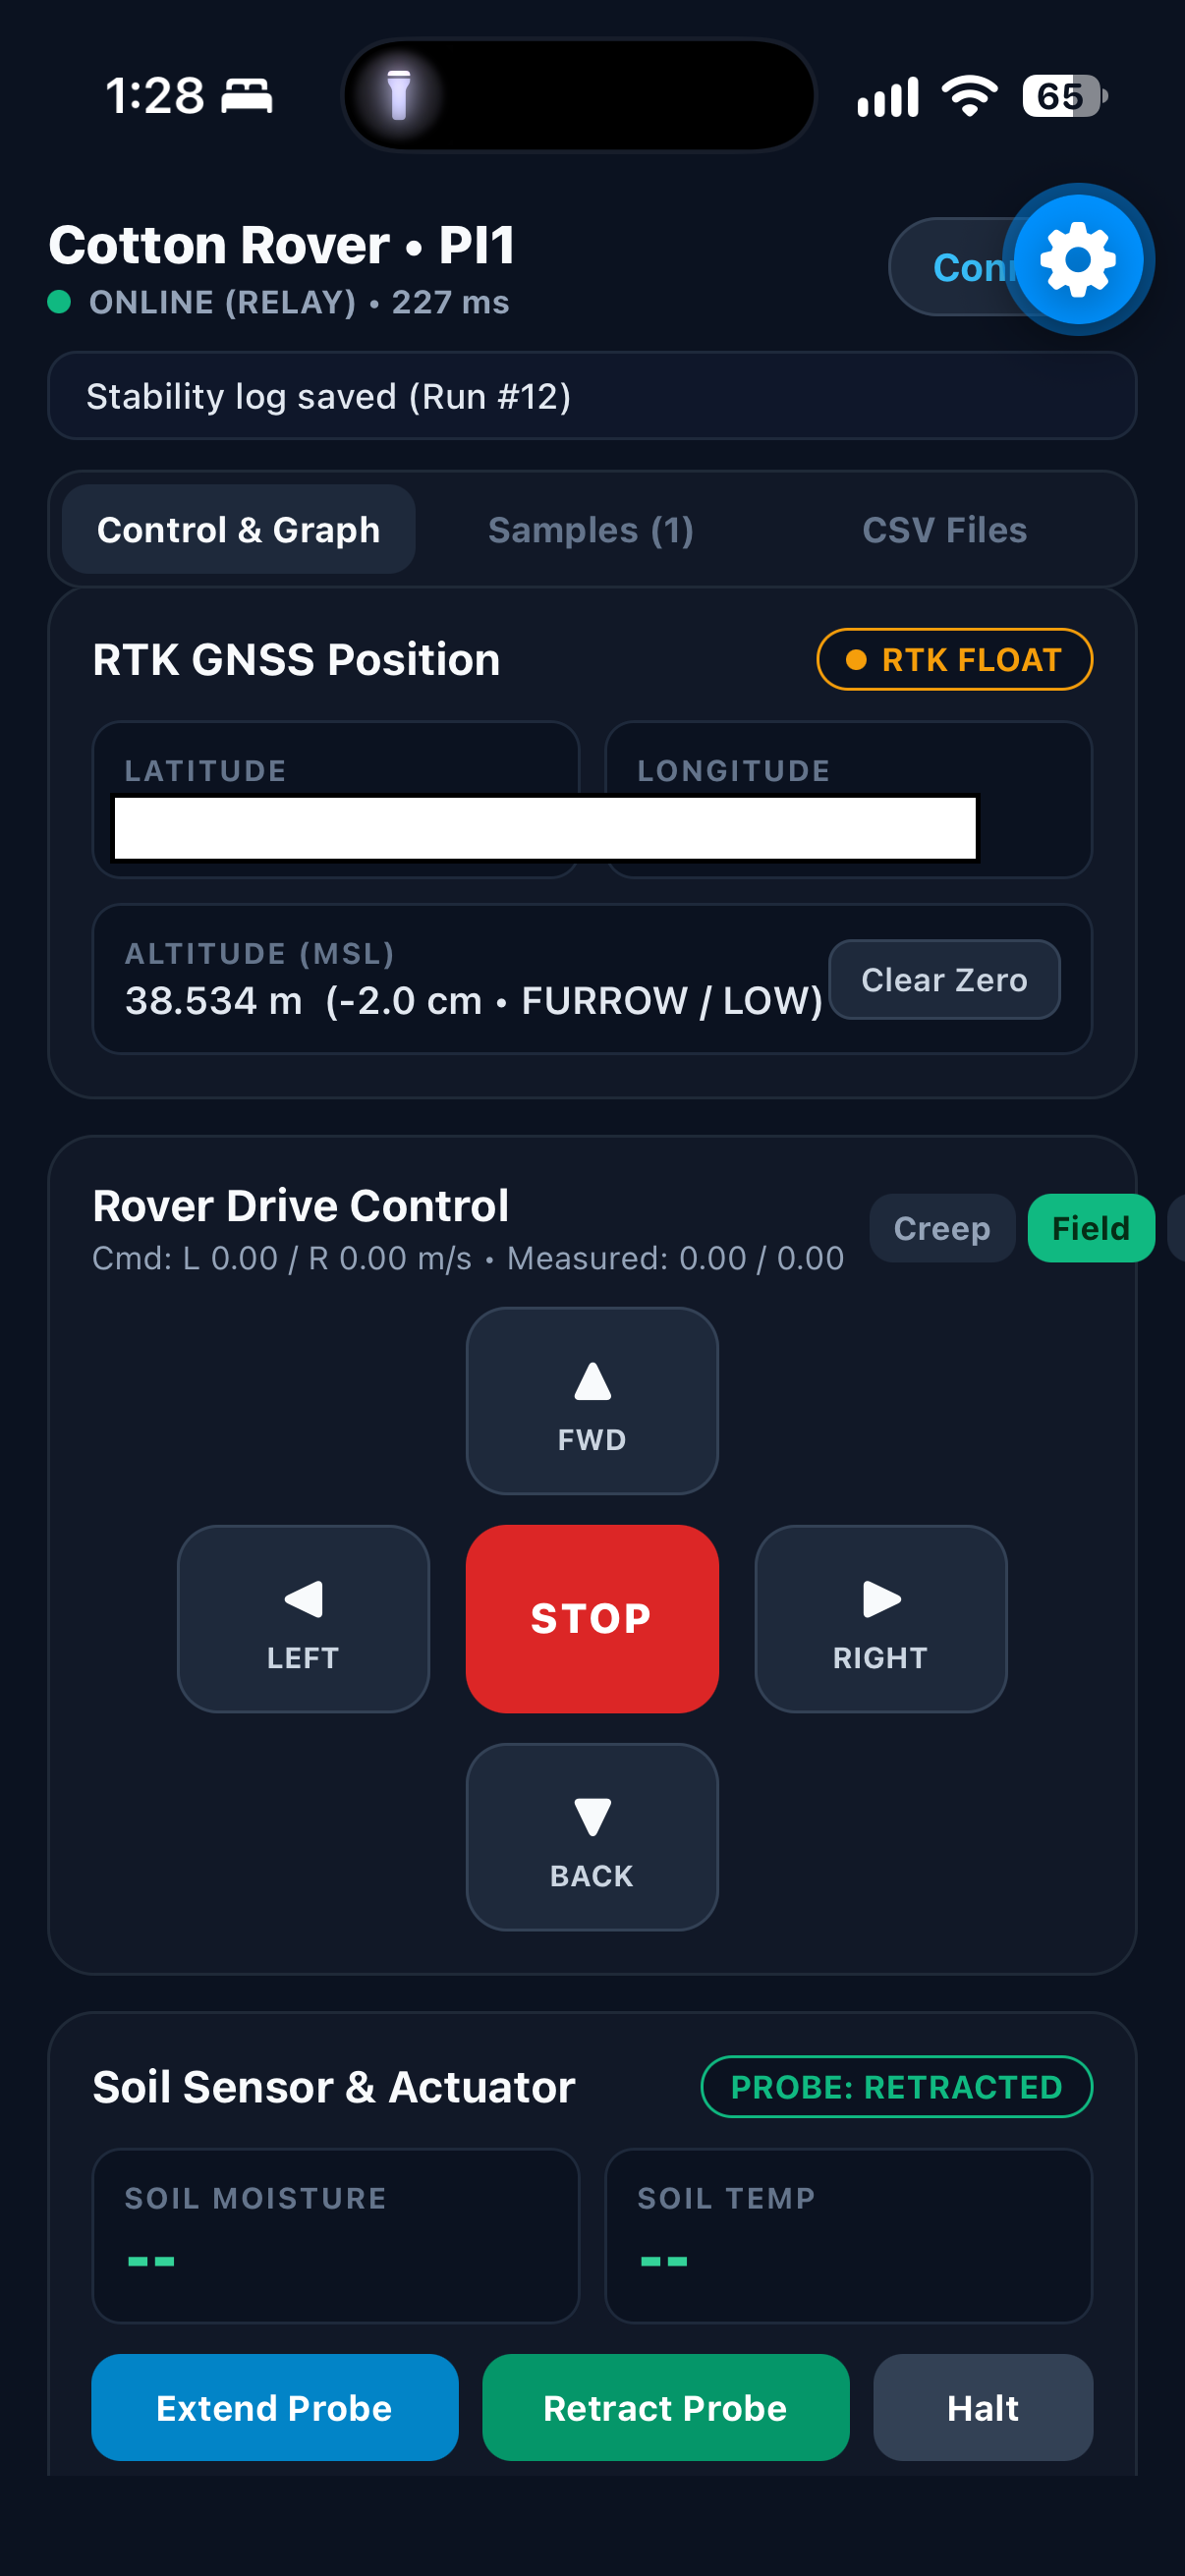 1:28
65
Cotton Rover • PI1
ONLINE (RELAY) • 227 ms
Stability log saved (Run #12)
Control & Graph
Samples (1)
CSV Files
RTK GNSS Position
RTK FLOAT
LATITUDE
LONGITUDE
ALTITUDE (MSL)
38.534 m (-2.0 cm • FURROW / LOW)
Clear Zero
Rover Drive Control
Cmd: L 0.00 / R 0.00 m/s • Measured: 0.00 / 0.00
Creep
Field
FWD
LEFT
STOP
RIGHT
BACK
Soil Sensor & Actuator
PROBE: RETRACTED
SOIL MOISTURE
--
SOIL TEMP
--
Extend Probe
Retract Probe
Halt